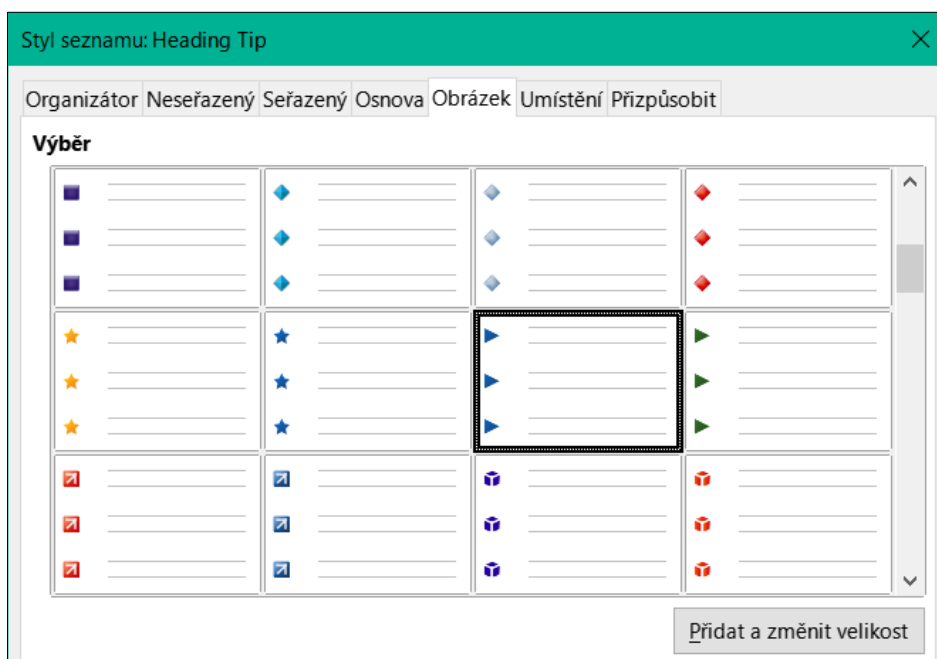 Styl seznamu: Heading Tip
Organizátor Neseřazený Seřazený Osnova Obrázek Umístění Přizpůsobit
Výběr
Přidat a změnit velikost